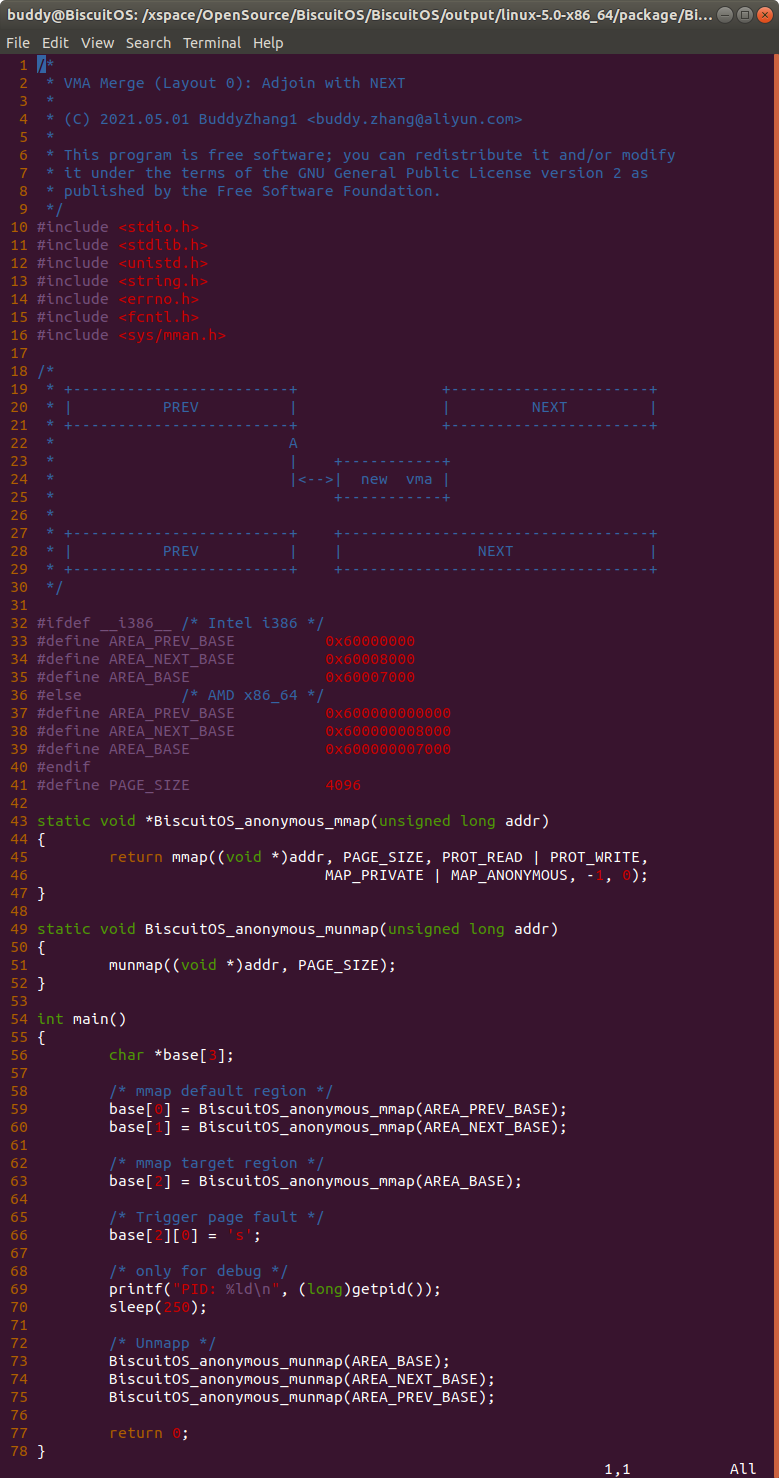 buddy@BiscuitOS: /xspace/OpenSource/BiscuitOS/BiscuitOS/output/linux-5.0-x86_64/package/Bi...
File Edit View Search Terminal Help
1 /*
2  * VMA Merge (Layout 0): Adjoin with NEXT
3  *
4  * (C) 2021.05.01 BuddyZhang1 <buddy.zhang@aliyun.com>
5  *
6  * This program is free software; you can redistribute it and/or modify
7  * it under the terms of the GNU General Public License version 2 as
8  * published by the Free Software Foundation.
9  */
10 #include <stdio.h>
11 #include <stdlib.h>
12 #include <unistd.h>
13 #include <string.h>
14 #include <errno.h>
15 #include <fcntl.h>
16 #include <sys/mman.h>
17
18 /*
19  * +------------------------+                +----------------------+
20  * |          PREV          |                |         NEXT         |
21  * +------------------------+                +----------------------+
22  *                          A
23  *                          |    +-----------+
24  *                          |<-->|  new  vma |
25  *                               +-----------+
26  *
27  * +------------------------+    +----------------------------------+
28  * |          PREV          |    |               NEXT               |
29  * +------------------------+    +----------------------------------+
30  */
31
32 #ifdef __i386__ /* Intel i386 */
33 #define AREA_PREV_BASE          0x60000000
34 #define AREA_NEXT_BASE          0x60008000
35 #define AREA_BASE               0x60007000
36 #else           /* AMD x86_64 */
37 #define AREA_PREV_BASE          0x600000000000
38 #define AREA_NEXT_BASE          0x600000008000
39 #define AREA_BASE               0x600000007000
40 #endif
41 #define PAGE_SIZE               4096
42
43 static void *BiscuitOS_anonymous_mmap(unsigned long addr)
44 {
45         return mmap((void *)addr, PAGE_SIZE, PROT_READ | PROT_WRITE,
46                                 MAP_PRIVATE | MAP_ANONYMOUS, -1, 0);
47 }
48
49 static void BiscuitOS_anonymous_munmap(unsigned long addr)
50 {
51         munmap((void *)addr, PAGE_SIZE);
52 }
53
54 int main()
55 {
56         char *base[3];
57
58         /* mmap default region */
59         base[0] = BiscuitOS_anonymous_mmap(AREA_PREV_BASE);
60         base[1] = BiscuitOS_anonymous_mmap(AREA_NEXT_BASE);
61
62         /* mmap target region */
63         base[2] = BiscuitOS_anonymous_mmap(AREA_BASE);
64
65         /* Trigger page fault */
66         base[2][0] = 's';
67
68         /* only for debug */
69         printf("PID: %ld\n", (long)getpid());
70         sleep(250);
71
72         /* Unmapp */
73         BiscuitOS_anonymous_munmap(AREA_BASE);
74         BiscuitOS_anonymous_munmap(AREA_NEXT_BASE);
75         BiscuitOS_anonymous_munmap(AREA_PREV_BASE);
76
77         return 0;
78 }
1,1 All